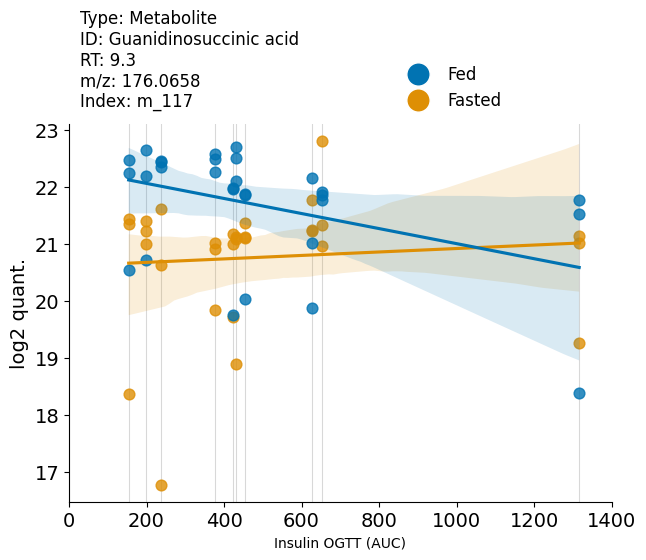 Type: Metabolite
ID: Guanidinosuccinic acid
RT: 9.3
m/z: 176.0658
Index: m_117
Fed
Fasted
23
22
21
20
19
18
17
log2 quant.
0 200 400 600 800 1000 1200 1400
Insulin OGTT (AUC)